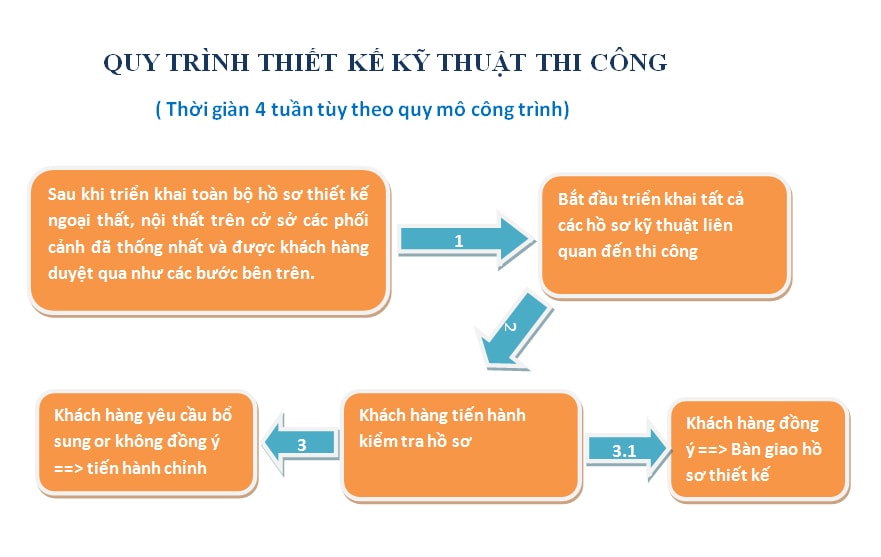 QUY TRÌNH THIẾT KẾ KỸ THUẬT THI CÔNG
( Thời giàn 4 tuần tùy theo quy mô công trình)
Sau khi triển khai toàn bộ hồ sơ thiết kế
ngoại thất, nội thất trên cở sở các phối
cảnh đã thống nhất và được khách hàng
duyệt qua như các bước bên trên.
1
Bắt đầu triển khai tất cả
các hồ sơ kỹ thuật liên
quan đến thi công
2
Khách hàng yêu cầu bổ
sung or không đồng ý
==> tiến hành chỉnh
3
Khách hàng tiến hành
kiểm tra hồ sơ
3.1
Khách hàng đồng
ý ==> Bàn giao hồ
sơ thiết kế